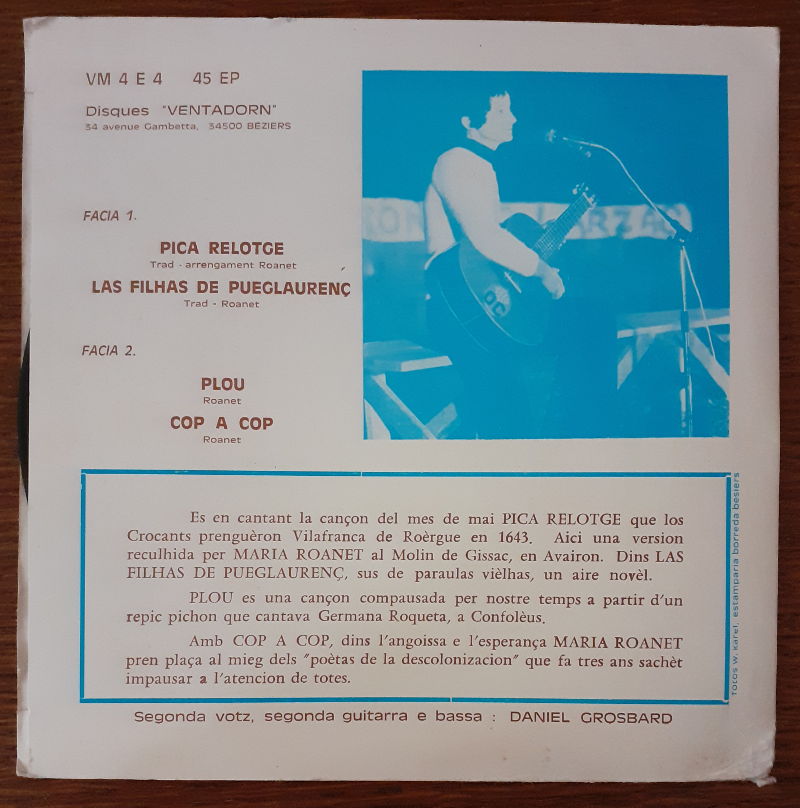 VM 4 E 4 45 EP
Disques "VENTADORN"
34 avenue Gambetta, 34500 BEZIERS
FACIA 1.
PICA RELOTGE
Trad - arrengament Roanet
LAS FILHAS DE PUEGLAURENÇ
Trad - Roanet
FACIA 2.
PLOU
Roanet
COP A COP
Roanet
OC
Es en cantant la cançon del mes de mai PICA RELOTGE que los
Crocants prenguèron Vilafranca de Roèrgue en 1643. Aici una version
reculhida per MARIA ROANET al Molin de Gissac, en Avairon. Dins LAS
FILHAS DE PUEGLAURENÇ, sus de paraulas vièlhas, un aire novèl.
PLOU es una cançon compausada per nostre temps a partir d'un
repic pichon que cantava Germana Roqueta, a Confolèus.
Amb COP A COP, dins l'angoissa e l'esperança MARIA ROANET
pren plaça al mieg dels "poètas de la descolonizacion" que fa tres ans sachèt
impausar a l'atencion de totes.
Segonda votz, segonda guitarra e bassa : DANIEL GROSBARD
fotos w. karel, estamparia borreda besiers